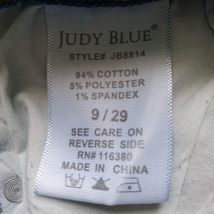 JUDY BLUE®
STYLE# JB8814
94% COTTON
5% POLYESTER
1% SPANDEX
9 / 29
SEE CARE ON
REVERSE SIDE
RN# 116360
MADE IN CHINA